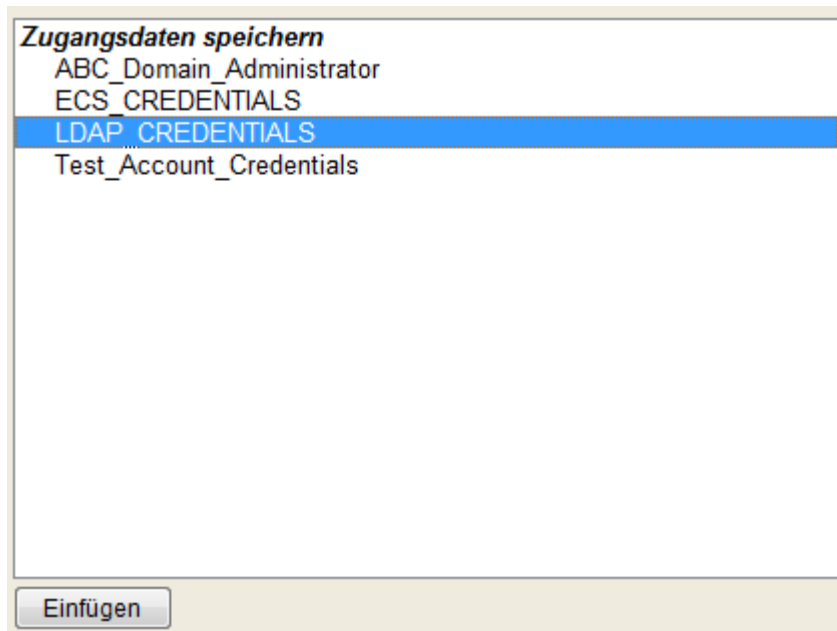 Zugangsdaten speichern
ABC_Domain_Administrator
ECS_CREDENTIALS
LDAP_CREDENTIALS
Test_Account_Credentials
Einfügen